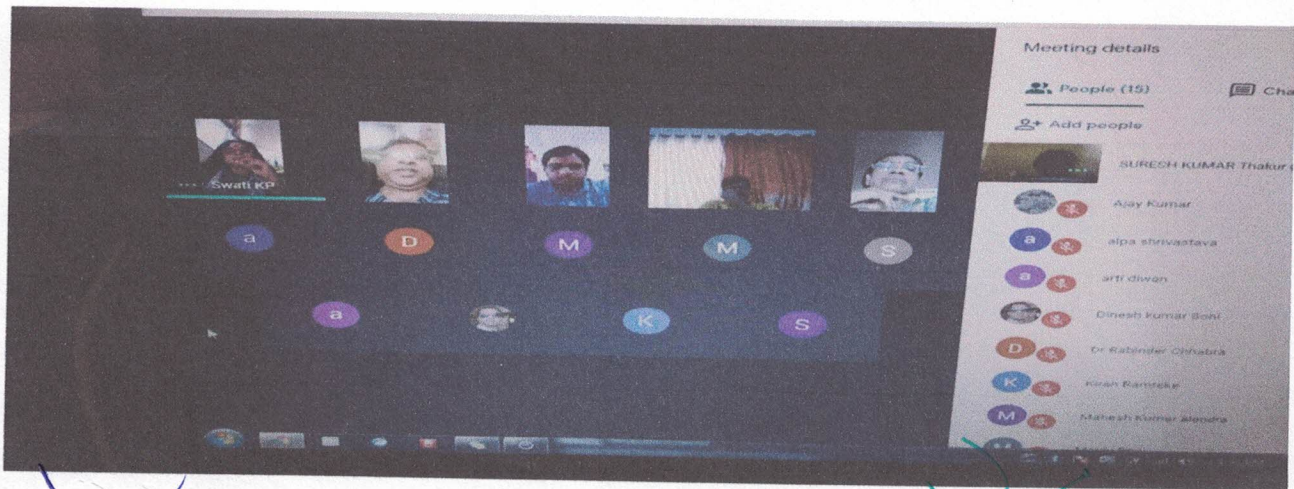 Meeting details
People (15)
Cha
Add people
Swati KP
SURESH KUMAR Thakur
Ajay Kumar
a
D
M
M
S
a
alpa shrivastava
a
arti diwan
a
K
S
Dinesh Kumar Soni
D
Dr Rabinder Chhabra
K
Kiran Ramteke
M
Mahesh Kumar
M